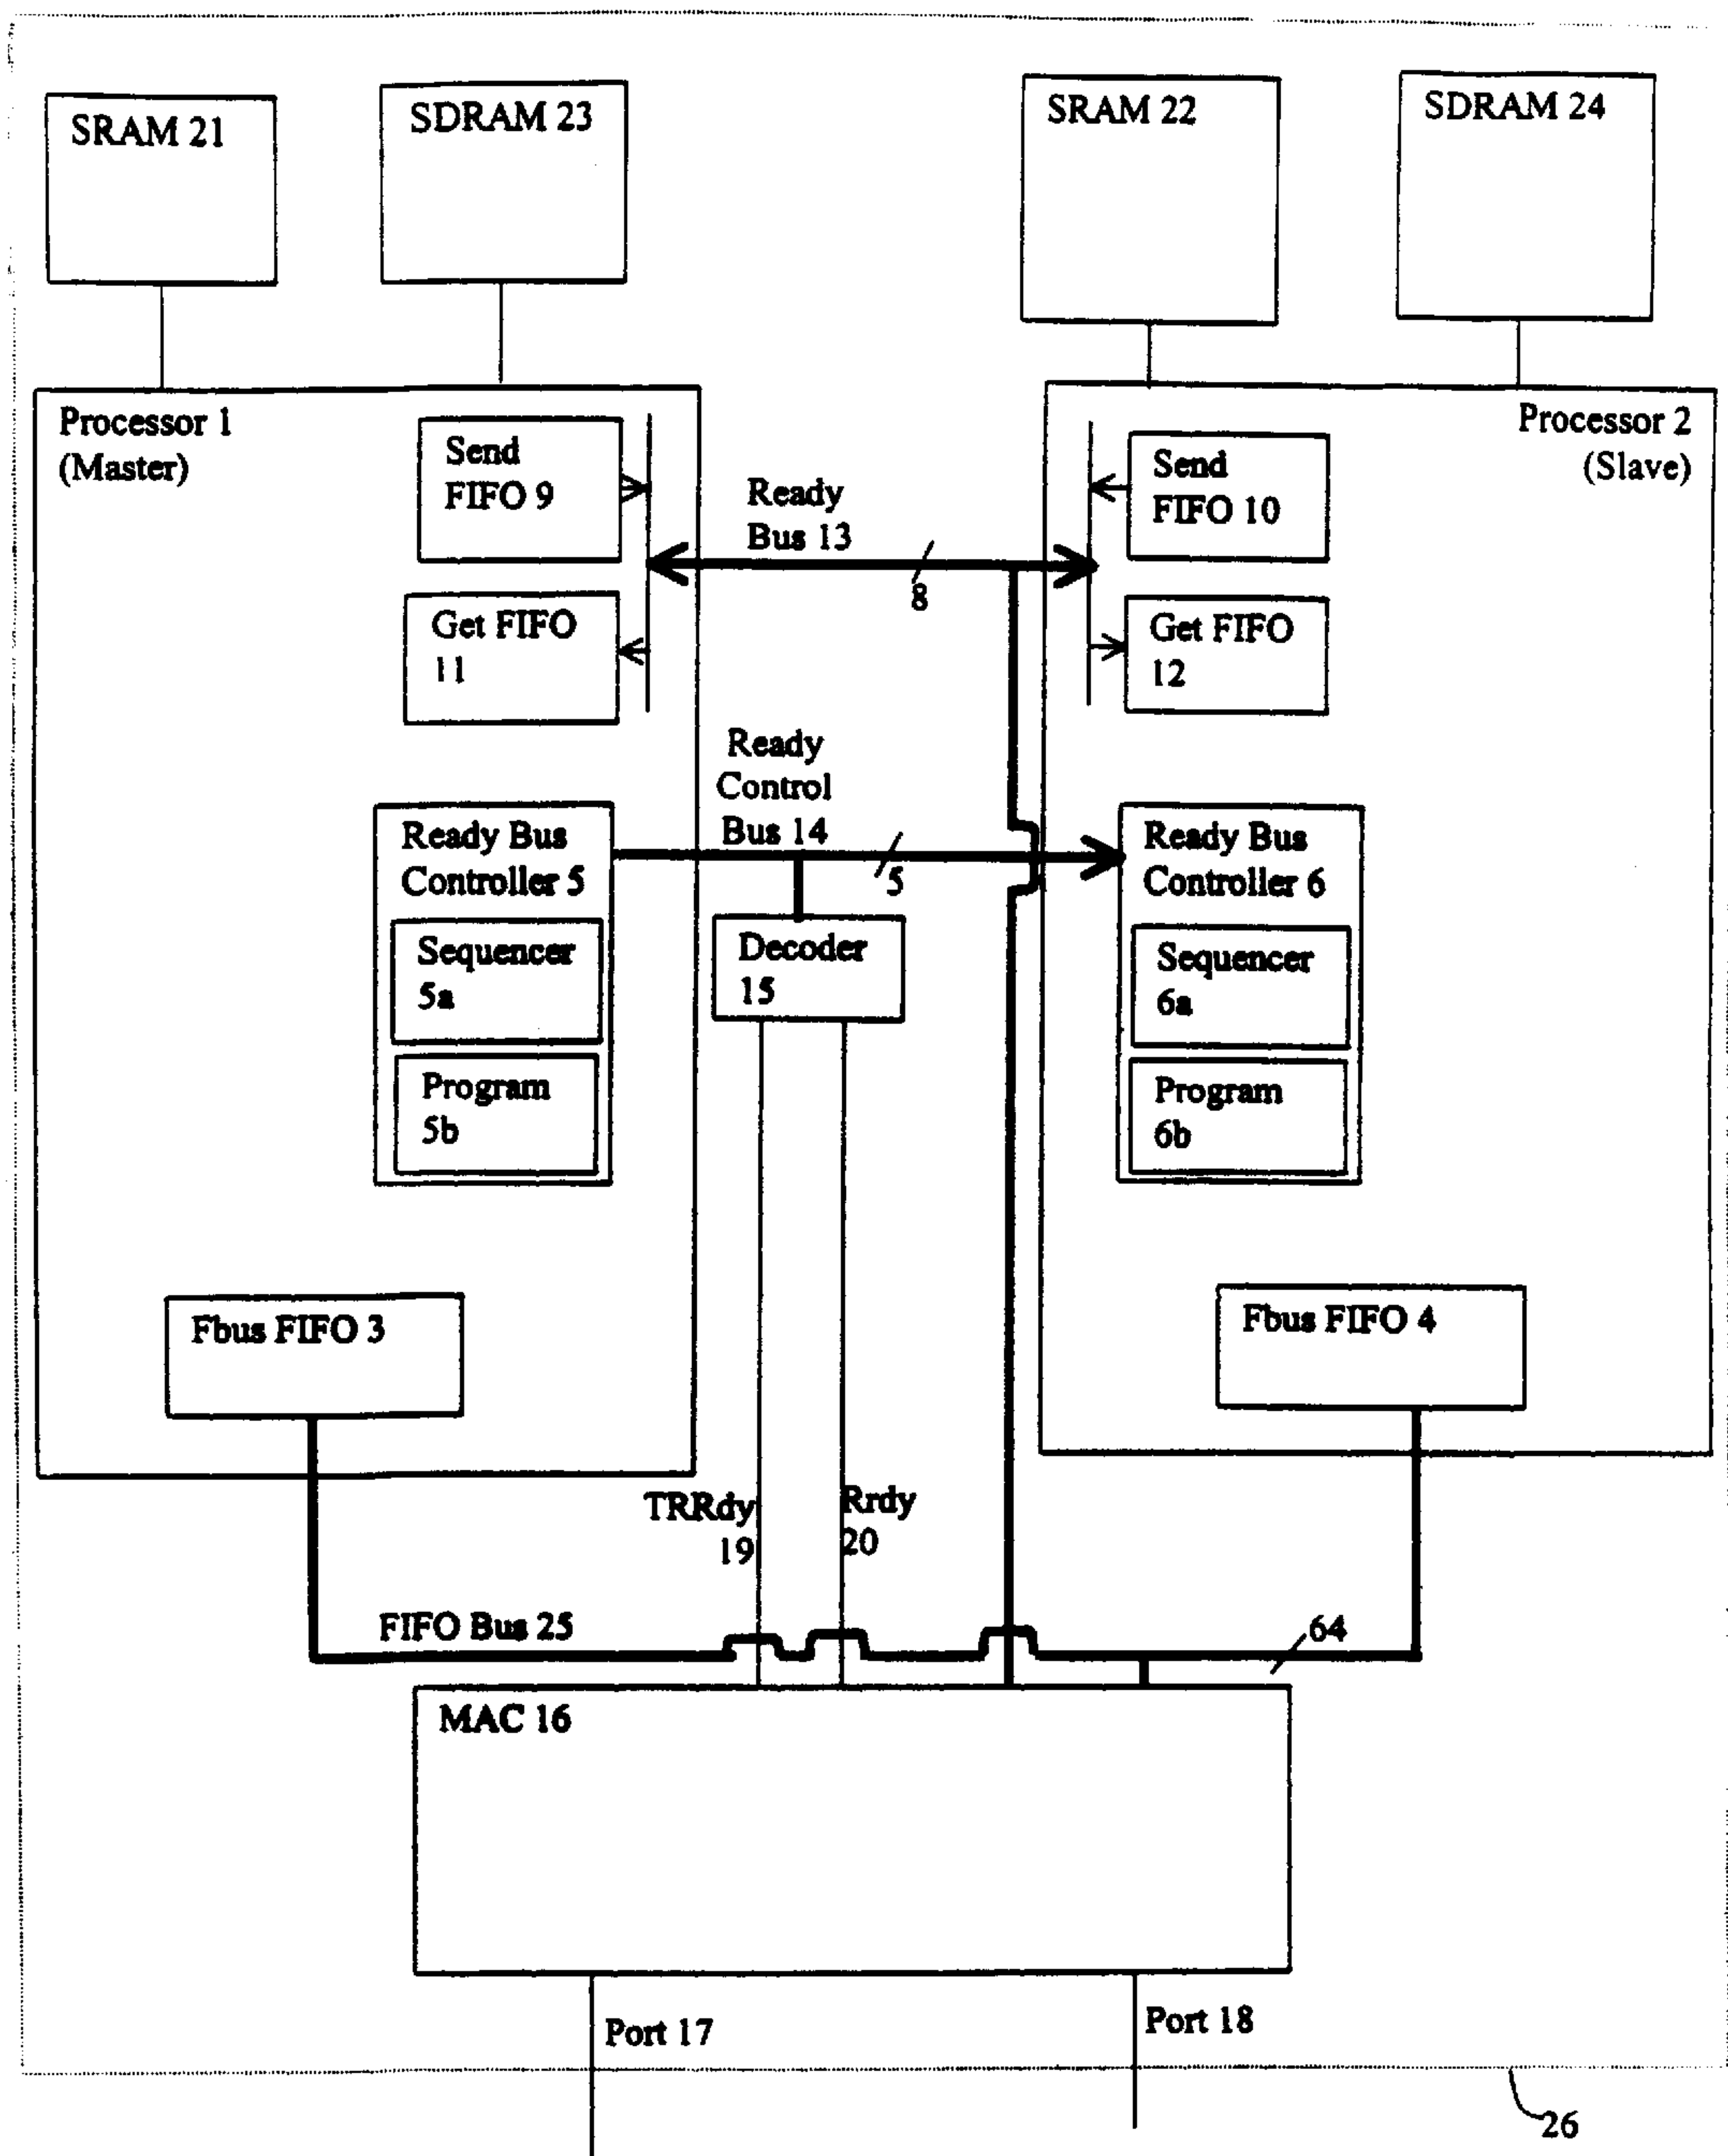 SRAM 21
SDRAM 23
SRAM 22
SDRAM 24
Processor 1
(Master)
Send
FIFO 9
Ready
Bus 13
8
Send
FIFO 10
Processor 2
(Slave)
Get FIFO
11
Get FIFO
12
Ready
Control
Bus 14
5
Ready Bus
Controller 5
Sequencer
5a
Program
5b
Decoder
15
Ready Bus
Controller 6
Sequencer
6a
Program
6b
Fbus FIFO 3
Fbus FIFO 4
TRRdy
19
Rrdy
20
FIFO Bus 25
64
MAC 16
Port 17
Port 18
26